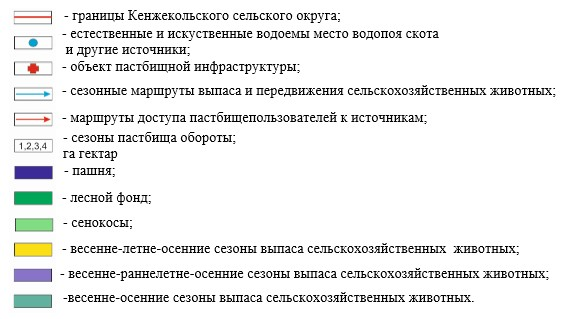 - границы Кенжекольского сельского округа;
- естественные и искуственные водоемы место водопоя скота
и другие источники;
- объект пастбищной инфраструктуры;
- сезонные маршруты выпаса и передвижения сельскохозяйственных животных;
- маршруты доступа пастбищепользователей к источникам;
1,2,3,4 - сезоны пастбища обороты;
га гектар
- пашня;
- лесной фонд;
- сенокосы;
- весенне-летне-осенние сезоны выпаса сельскохозяйственных животных;
- весенне-раннелетне-осенние сезоны выпаса сельскохозяйственных животных;
-весенне-осенние сезоны выпаса сельскохозяйственных животных.